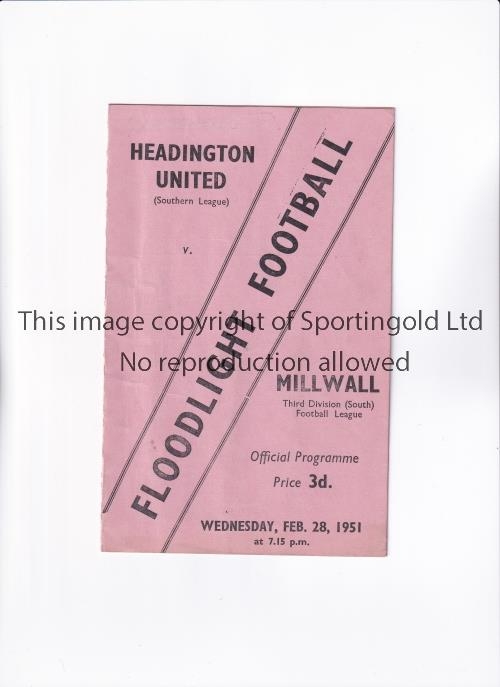 HEADINGTON
UNITED
(Southern League)
v.
FLOODLIGHT FOOTBALL
This image copyright of Sportingold Ltd
No reproduction allowed
MILLWALL
Third Division (South)
Football League
Official Programme
Price 3d.
WEDNESDAY, FEB. 28, 1951
at 7.15 p.m.